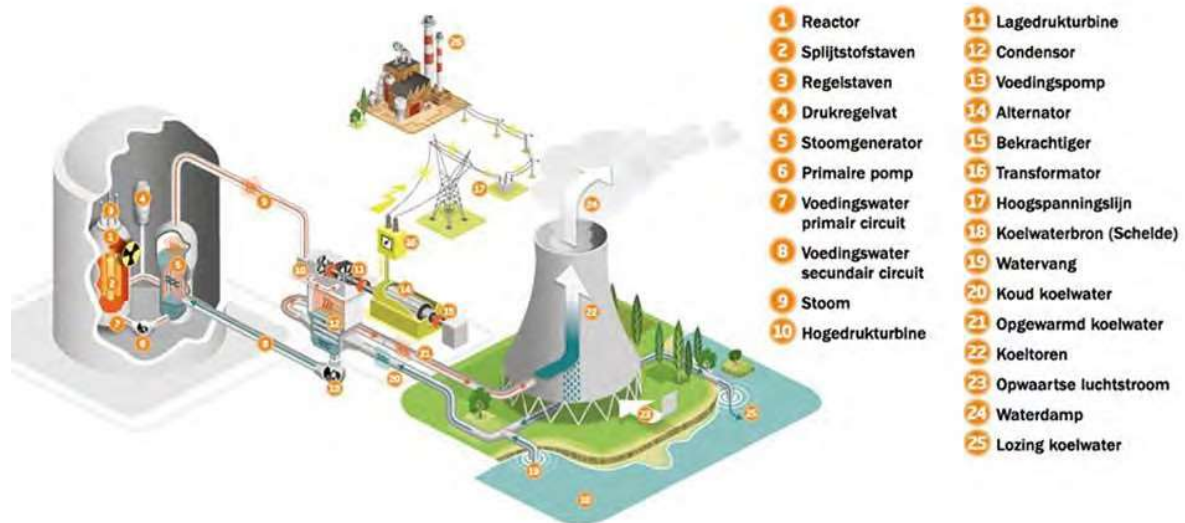 1 Reactor
2 Splijtstofstaven
3 Regelstaven
4 Drukregelvat
5 Stoomgenerator
6 Primaire pomp
7 Voedingswater
primair circuit
8 Voedingswater
secundair circuit
9 Stoom
10 Hogedrukturbine
11 Lagedrukturbine
12 Condensor
13 Voedingspomp
14 Alternator
15 Bekrachtiger
16 Transformator
17 Hoogspanningslijn
18 Koelwaterbron (Schelde)
19 Watervang
20 Koud koelwater
21 Opgewarmd koelwater
22 Koeltoren
23 Opwaartse luchtstroom
24 Waterdamp
25 Lozing koelwater